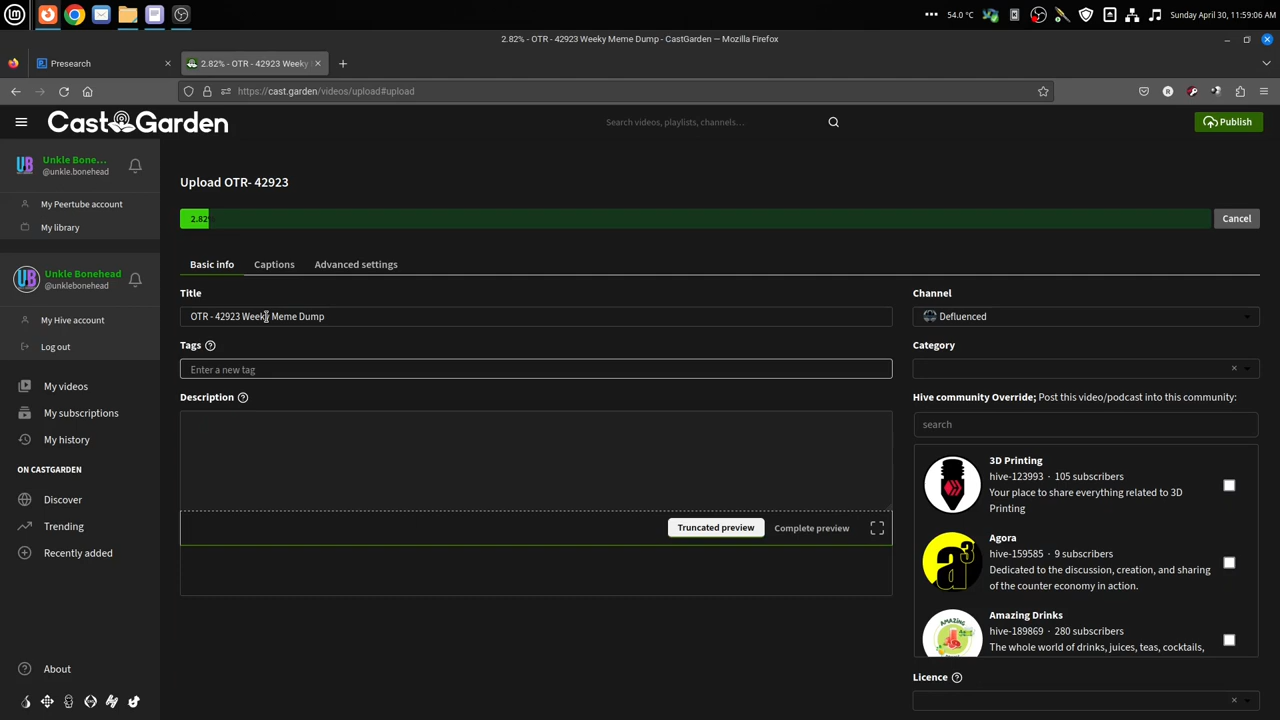 54.0 °C
Sunday April 30, 11:59:06 AM
2.82% - OTR - 42923 Weekly Meme Dump - CastGarden — Mozilla Firefox
Presearch
2.82% - OTR - 42923 Weekly
https://cast.garden/videos/upload#upload
CastGarden
Search videos, playlists, channels…
Publish
Unkle Bone...
@unkle.bonehead
My Peertube account
My library
Unkle Bonehead
@unklebonehead
My Hive account
Log out
My videos
My subscriptions
My history
ON CASTGARDEN
Discover
Trending
Recently added
About
Upload OTR- 42923
2.82%
Cancel
Basic info
Captions
Advanced settings
Title
OTR - 42923 Weekly Meme Dump
Tags
Enter a new tag
Description
Truncated preview
Complete preview
Channel
Defluenced
Category
Hive community Override; Post this video/podcast into this community:
search
3D Printing
hive-123993 · 105 subscribers
Your place to share everything related to 3D
Printing
Agora
hive-159585 · 9 subscribers
Dedicated to the discussion, creation, and sharing
of the counter economy in action.
Amazing Drinks
hive-189869 · 280 subscribers
The whole world of drinks, juices, teas, cocktails,
Licence